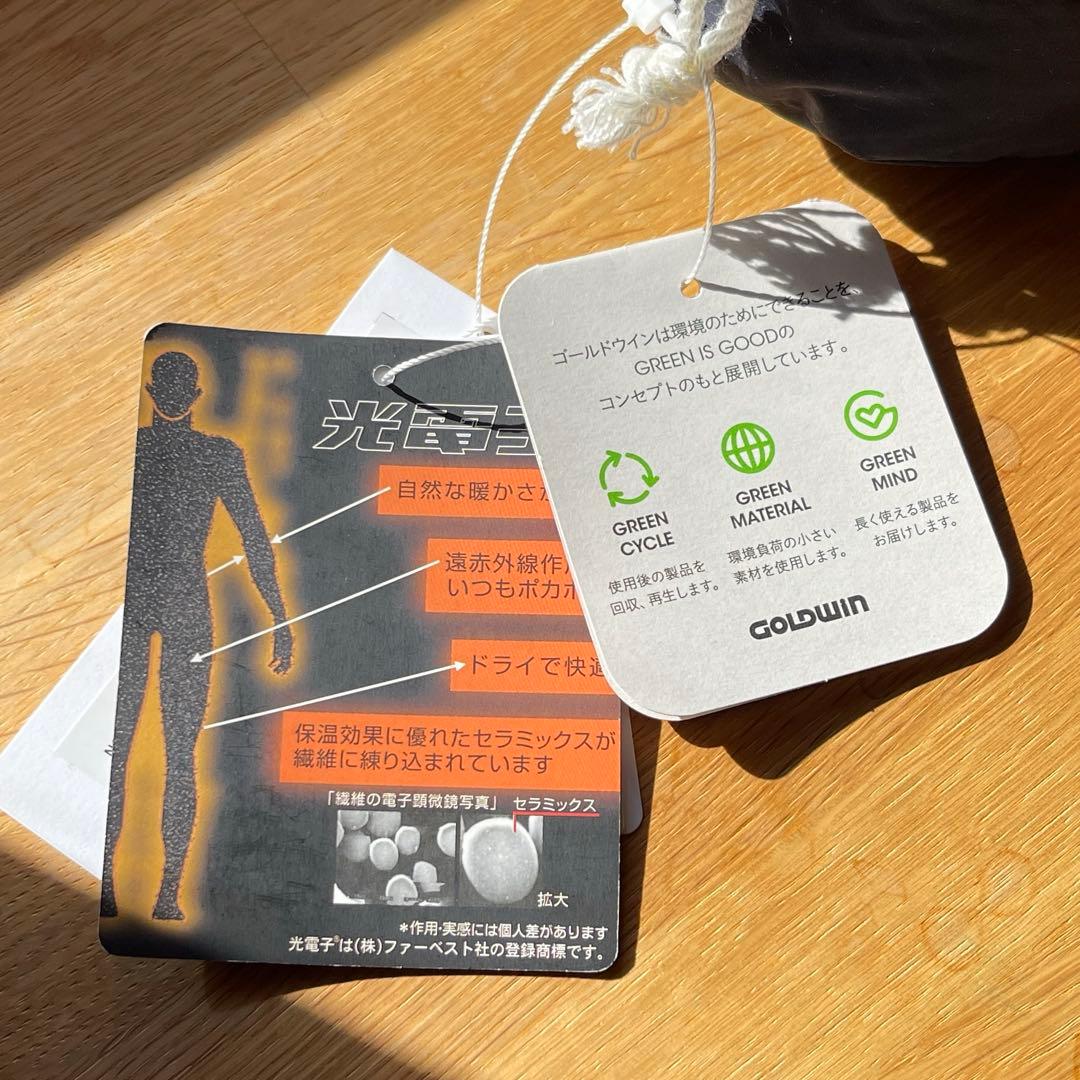 光電子
自然な暖かさが
遠赤外線作用
いつもポカポ
ドライで快適
保温効果に優れたセラミックスが
繊維に練り込まれています
「繊維の電子顕微鏡写真」
セラミックス
拡大
*作用・実感には個人差があります
光電子®は(株)ファーベスト社の登録商標です。
ゴールドウインは環境のためにできることを、
GREEN IS GOODの
コンセプトのもと展開しています。
GREEN
CYCLE
使用後の製品を
回収、再生します。
GREEN
MATERIAL
環境負荷の小さい
素材を使用します。
GREEN
MIND
長く使える製品を
お届けします。
GOLDWIN